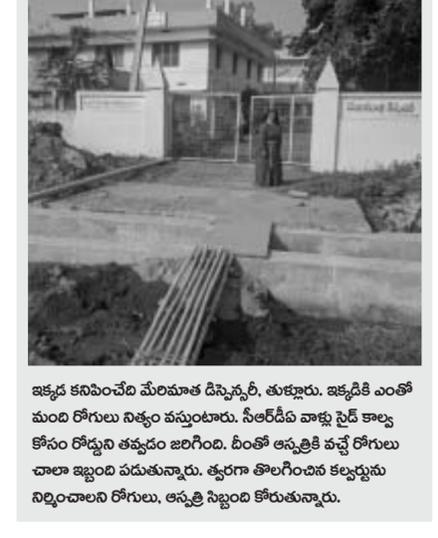 ఇక్కడ కనిపించేది మేరిమాత డిస్పెన్సరీ, తుళ్లూరు. ఇక్కడికి ఎంతో
మంది రోగులు నిత్యం వస్తుంటారు. సీఆర్‌డీఏ వాళ్లు సైడ్ కాల్వ
కోసం రోడ్డుని తవ్వడం జరిగింది. దీంతో ఆస్పత్రికి వచ్చే రోగులు
చాలా ఇబ్బంది పడుతున్నారు. త్వరగా తొలగించిన కల్వర్టును
నిర్మించాలని రోగులు, ఆస్పత్రి సిబ్బంది కోరుతున్నారు.